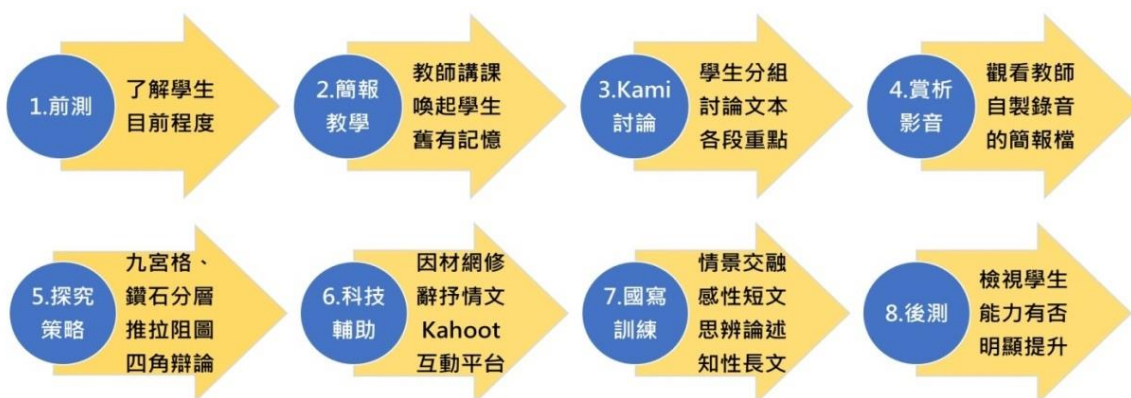 1.前測
了解學生
目前程度
2.簡報
教學
教師講課
喚起學生
舊有記憶
3.Kami
討論
學生分組
討論文本
各段重點
4.賞析
影音
觀看教師
自製錄音
的簡報檔
5.探究
策略
九宮格、
鑽石分層
推拉阻圖
四角辯論
6.科技
輔助
因材網修
辭抒情文
Kahoot
互動平台
7.國寫
訓練
情景交融
感性短文
思辨論述
知性長文
8.後測
檢視學生
能力有否
明顯提升